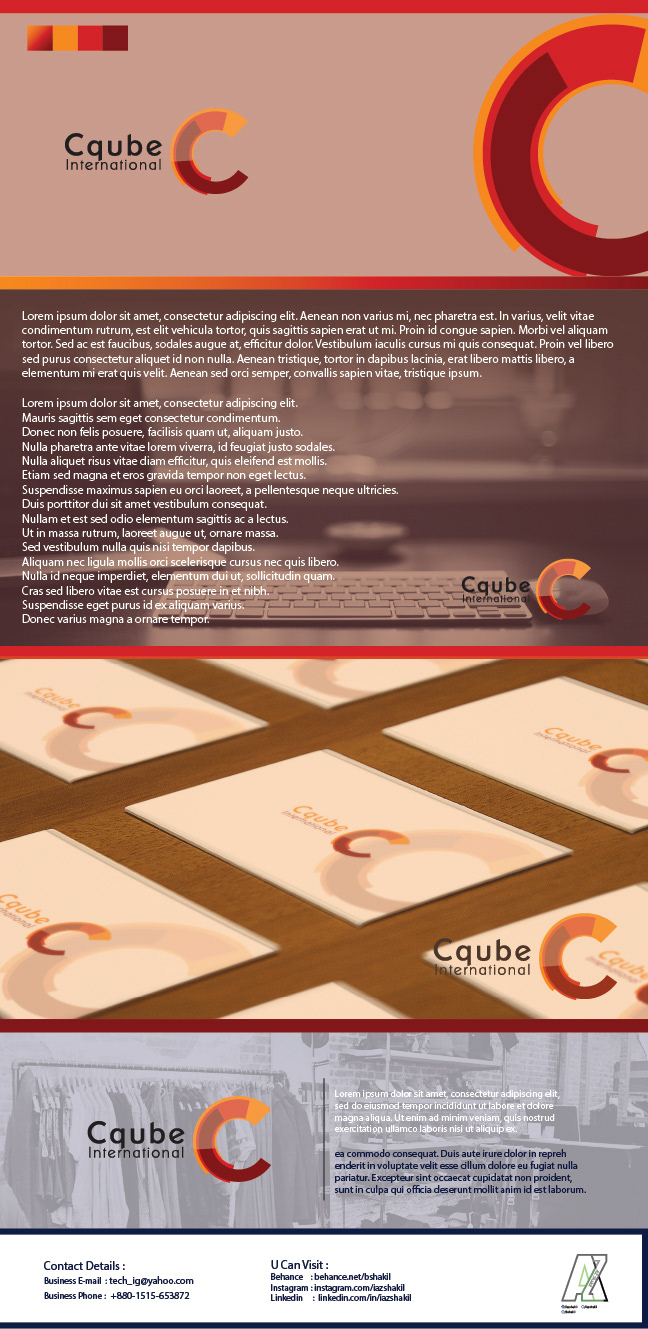 Cqube
International
Lorem ipsum dolor sit amet, consectetur adipiscing elit. Aenean non varius mi, nec pharetra est. In varius, velit vitae
condimentum rutrum, est elit vehicula tortor, quis sagittis sapien erat ut mi. Proin id congue sapien. Morbi vel aliquam
tortor. Sed ac est faucibus, sodales augue at, efficitur dolor. Vestibulum iaculis cursus mi quis consequat. Proin vel libero
sed purus consectetur aliquet id non nulla. Aenean tristique, tortor in dapibus lacinia, erat libero mattis libero, a
elementum mi erat quis velit. Aenean sed orci semper, convallis sapien vitae, tristique ipsum.
Lorem ipsum dolor sit amet, consectetur adipiscing elit.
Mauris sagittis sem eget consectetur condimentum.
Donec non felis posuere, facilisis quam ut, aliquam justo.
Nulla pharetra ante vitae lorem viverra, id feugiat justo sodales.
Nulla aliquet risus vitae diam efficitur, quis eleifend est mollis.
Etiam sed magna et eros gravida tempor non eget lectus.
Suspendisse maximus sapien eu orci laoreet, a pellentesque neque ultricies.
Duis porttitor dui sit amet vestibulum consequat.
Nullam et est sed odio elementum sagittis ac a lectus.
Ut in massa rutrum, laoreet augue ut, ornare massa.
Sed vestibulum nulla quis nisi tempor dapibus.
Aliquam nec ligula mollis orci scelerisque cursus nec quis libero.
Nulla id neque imperdiet, elementum dui ut, sollicitudin quam.
Cras sed libero vitae est cursus posuere in et nibh.
Suspendisse eget purus id ex aliquam varius.
Donec varius magna a ornare tempor.
Cqube
International
Cqube
International
Cqube
International
Cqube
International
Cqube
International
Cqube
International
Cqube
International
Lorem ipsum dolor sit amet, consectetur adipiscing elit,
sed do eiusmod tempor incididunt ut labore et dolore
magna aliqua. Ut enim ad minim veniam, quis nostrud
exercitation ullamco laboris nisi ut aliquip ex.
ea commodo consequat. Duis aute irure dolor in repreh
enderit in voluptate velit esse cillum dolore eu fugiat nulla
pariatur. Excepteur sint occaecat cupidatat non proident,
sunt in culpa qui officia deserunt mollit anim id est laborum.
Contact Details :
Business E-mail : tech_ig@yahoo.com
Business Phone : +880-1515-653872
U Can Visit :
Behance : behance.net/bshakil
Instagram : instagram.com/iazshakil
Linkedin : linkedin.com/in/iazshakil